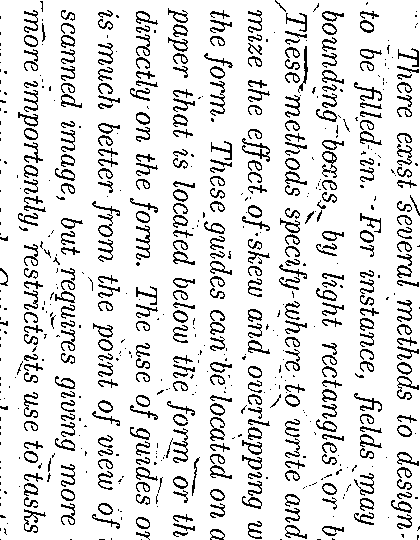 There exist several methods to design
to be filled in. For instance, fields may
bounding boxes, by light rectangles or b
These methods specify where to write and
mize the effect of skew and overlapping w
the form. These guides can be located on a
paper that is located below the form or th
directly on the form. The use of guides or
is much better from the point of view of
scanned image, but requires giving more
more importantly, restricts its use to tasks